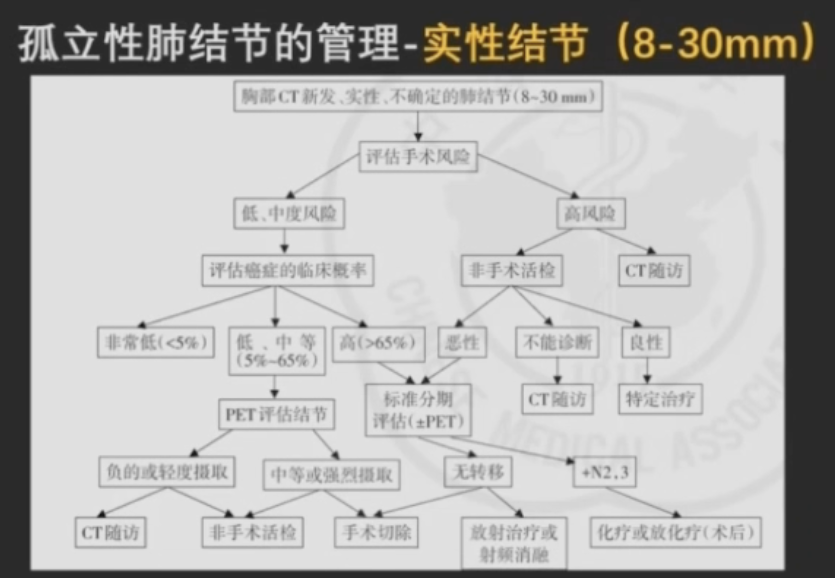 孤立性肺结节的管理-实性结节（8-30mm）
胸部CT新发、实性、不确定的肺结节(8~30 mm)
评估手术风险
低、中度风险
高风险
评估癌症的临床概率
非手术活检
CT随访
非常低(<5%)
低 、中 等
(5%~65%)
高(>65%)
恶性
不能诊断
良性
PET评估结节
标准分期
评估(±PET)
CT随访
特定治疗
负的或轻度摄取
中等或强烈摄取
无转移
+N2,3
CT随访
非手术活检
手术切除
放射治疗或
射频消融
化疗或放化疗(术后)
MEDICAL ASSOCIAT